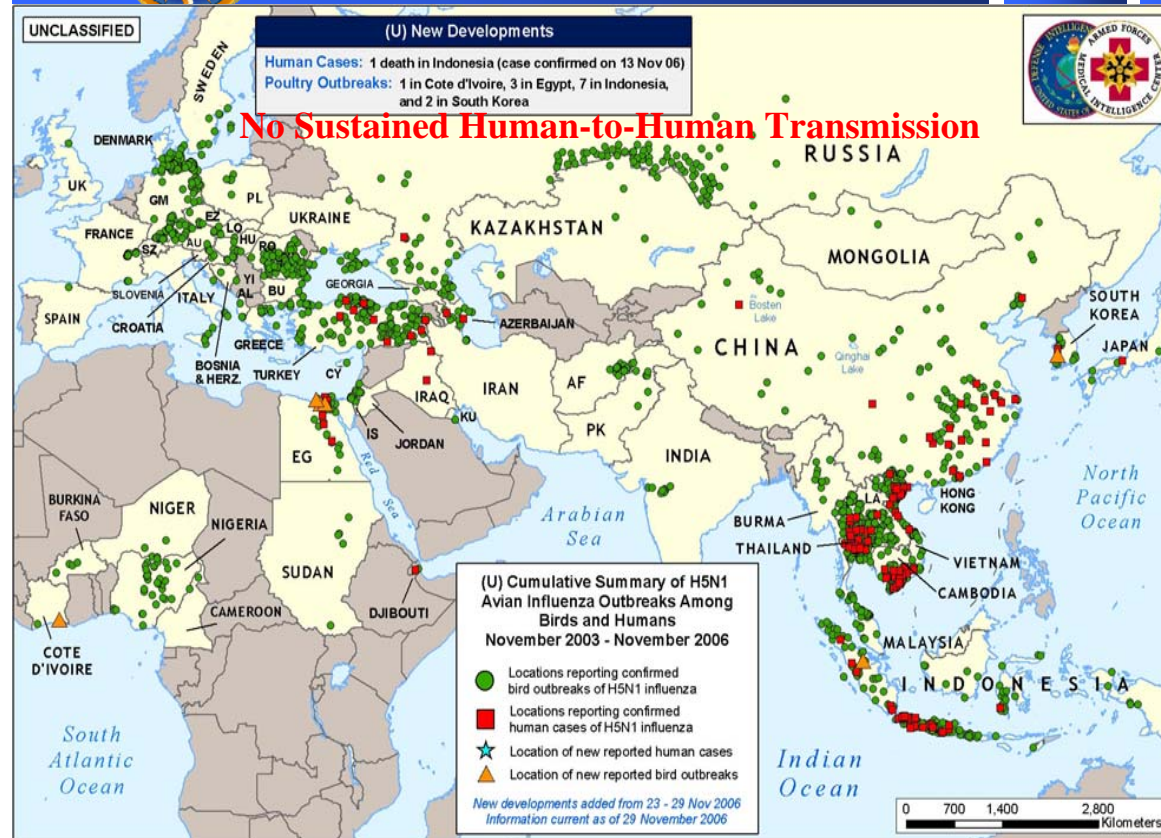 UNCLASSIFIED
(U) New Developments
Human Cases: 1 death in Indonesia (case confirmed on 13 Nov 06)
Poultry Outbreaks: 1 in Cote d'Ivoire, 3 in Egypt, 7 in Indonesia,
and 2 in South Korea
ARMED FORCES
MEDICAL INTELLIGENCE CENTER
No Sustained Human-to-Human Transmission
SWEDEN
DENMARK
RUSSIA
UK
GM
PL
EZ
LO
UKRAINE
KAZAKHSTAN
FRANCE
SZ
AU
HU
RO
MONGOLIA
SLOVENIA
ITALY
YI
AL
BU
GEORGIA
Bosten
Lake
SOUTH
KOREA
SPAIN
CROATIA
AZERBAIJAN
CHINA
JAPAN
GREECE
BOSNIA
& HERZ.
TURKEY
CY
Qinghai
Lake
IRAN
AF
IRAQ
KU
PK
IS
JORDAN
EG
Red Sea
INDIA
LA
HONG
KONG
North
Pacific
Ocean
BURKINA
FASO
NIGER
NIGERIA
Arabian
Sea
BURMA
THAILAND
VIETNAM
CAMBODIA
SUDAN
DJIBOUTI
CAMEROON
COTE
D'IVOIRE
MALAYSIA
INDONESIA
South
Atlantic
Ocean
Indian
Ocean
(U) Cumulative Summary of H5N1
Avian Influenza Outbreaks Among
Birds and Humans
November 2003 - November 2006
Locations reporting confirmed
bird outbreaks of H5N1 influenza
Locations reporting confirmed
human cases of H5N1 influenza
Location of new reported human cases
Location of new reported bird outbreaks
New developments added from 23 - 29 Nov 2006
Information current as of 29 November 2006
0 700 1,400 2,800
Kilometers